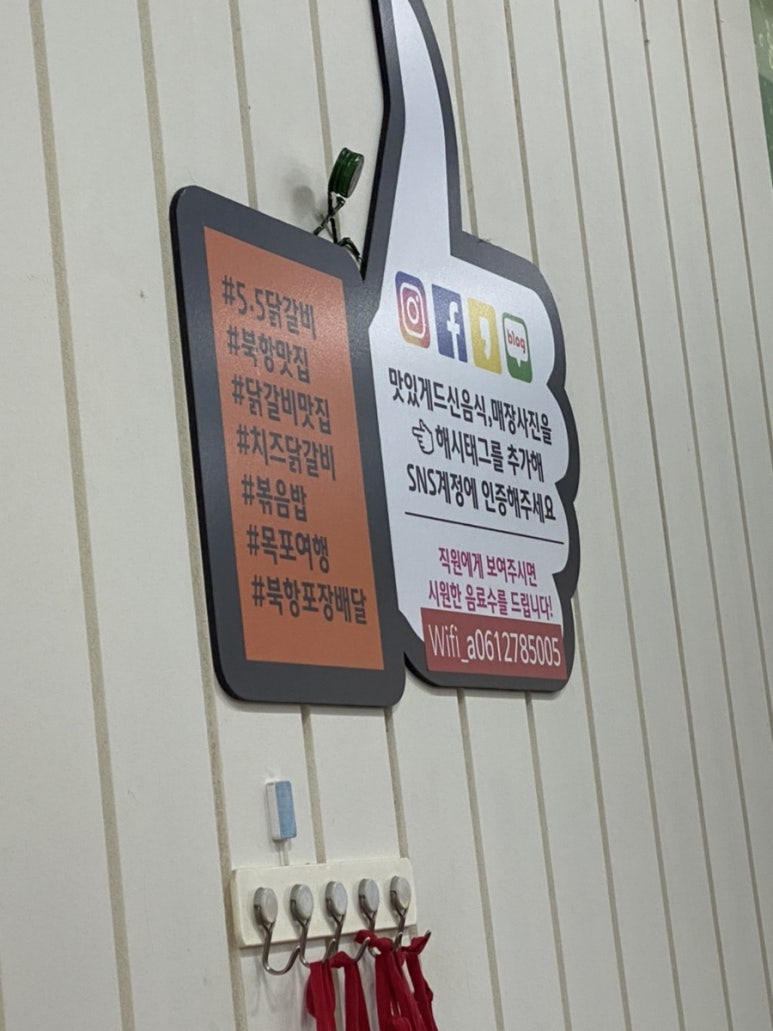 #5.5닭갈비
#북항맛집
#닭갈비맛집
#치즈닭갈비
#볶음밥
#목포여행
#북항포장배달
blog
맛있게드신음식,매장사진을
해시태그를 추가해
SNS계정에 인증해주세요
직원에게 보여주시면
시원한 음료수를 드립니다!
Wifi_a0612785005